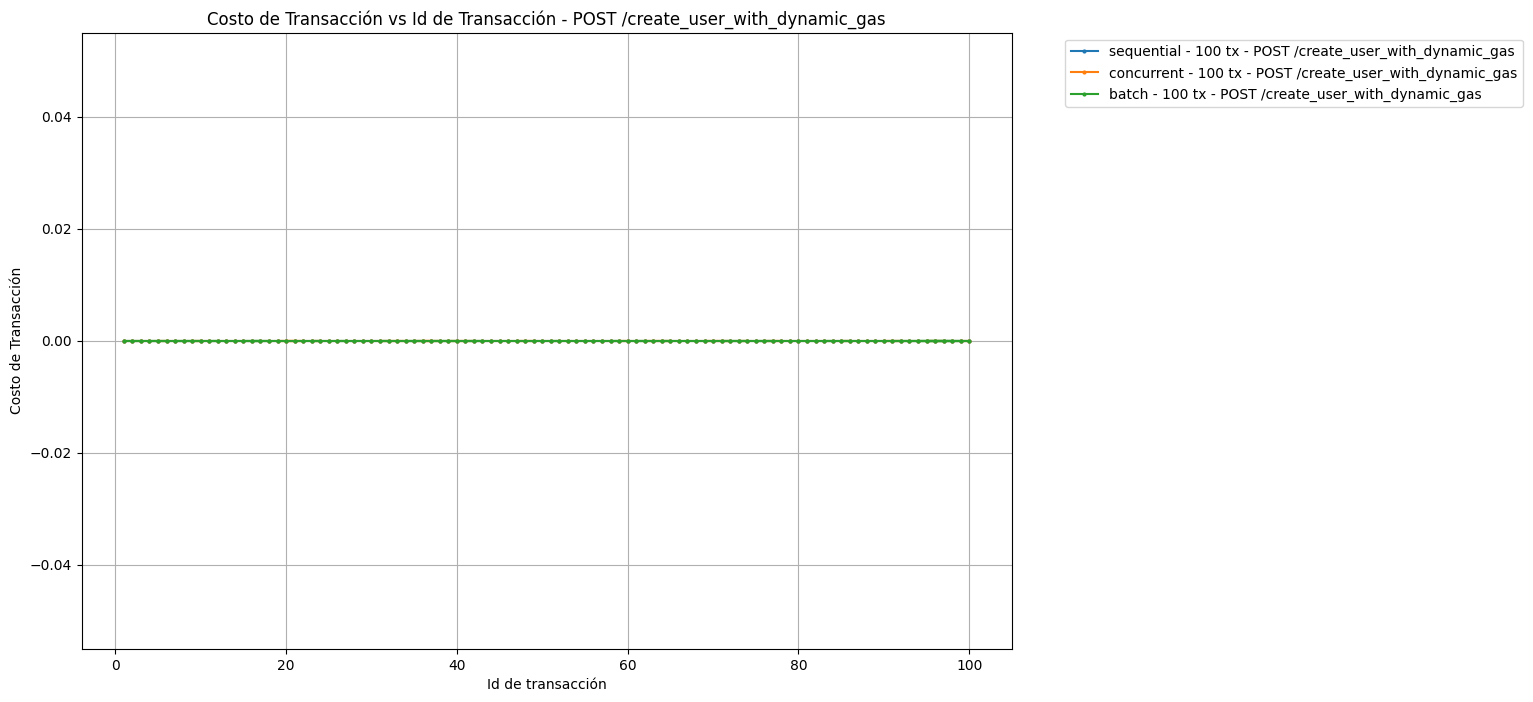 Costo de Transacción vs Id de Transacción - POST /create_user_with_dynamic_gas
sequential - 100 tx - POST /create_user_with_dynamic_gas
concurrent - 100 tx - POST /create_user_with_dynamic_gas
batch - 100 tx - POST /create_user_with_dynamic_gas
Costo de Transacción
0.04
0.02
0.00
−0.02
−0.04
0
20
40
60
80
100
Id de transacción